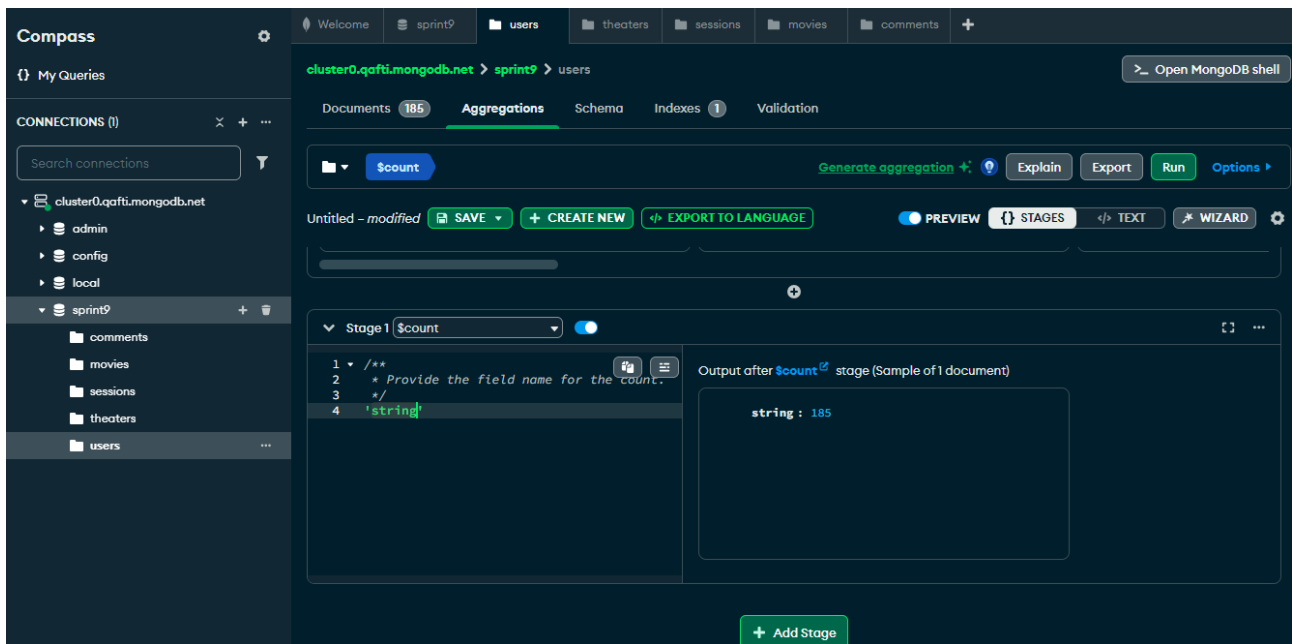 Compass
{} My Queries
CONNECTIONS (1)
Search connections
cluster0.qafti.mongodb.net
admin
config
local
sprint9
comments
movies
sessions
theaters
users
Welcome
sprint9
users
theaters
sessions
movies
comments
cluster0.qafti.mongodb.net > sprint9 > users
>_ Open MongoDB shell
Documents 185 Aggregations Schema Indexes 1 Validation
$count
Generate aggregation
Explain
Export
Run
Options
Untitled – modified
SAVE
+ CREATE NEW
</> EXPORT TO LANGUAGE
PREVIEW
{} STAGES
</> TEXT
WIZARD
Stage 1 $count
1 /**
2 * Provide the field name for the count.
3 */
4 'string'
Output after $count stage (Sample of 1 document)
string : 185
+ Add Stage